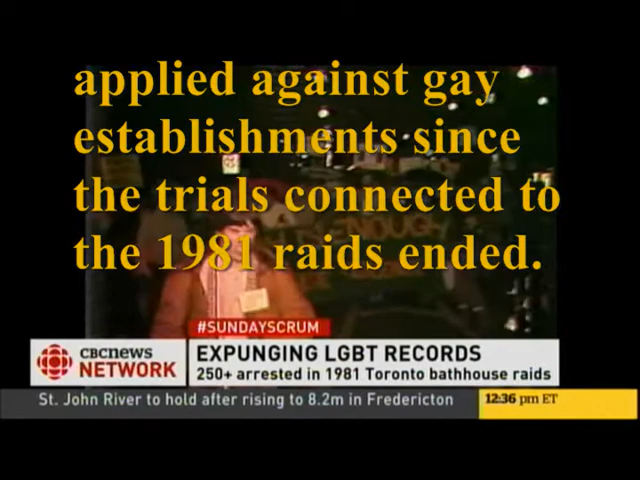 applied against gay
establishments since
the trials connected to
the 1981 raids ended.
ENOUGH
#SUNDAYSCRUM
CBCNEWS
NETWORK
EXPUNGING LGBT RECORDS
250+ arrested in 1981 Toronto bathhouse raids
St. John River to hold after rising to 8.2m in Fredericton
12:36 pm ET